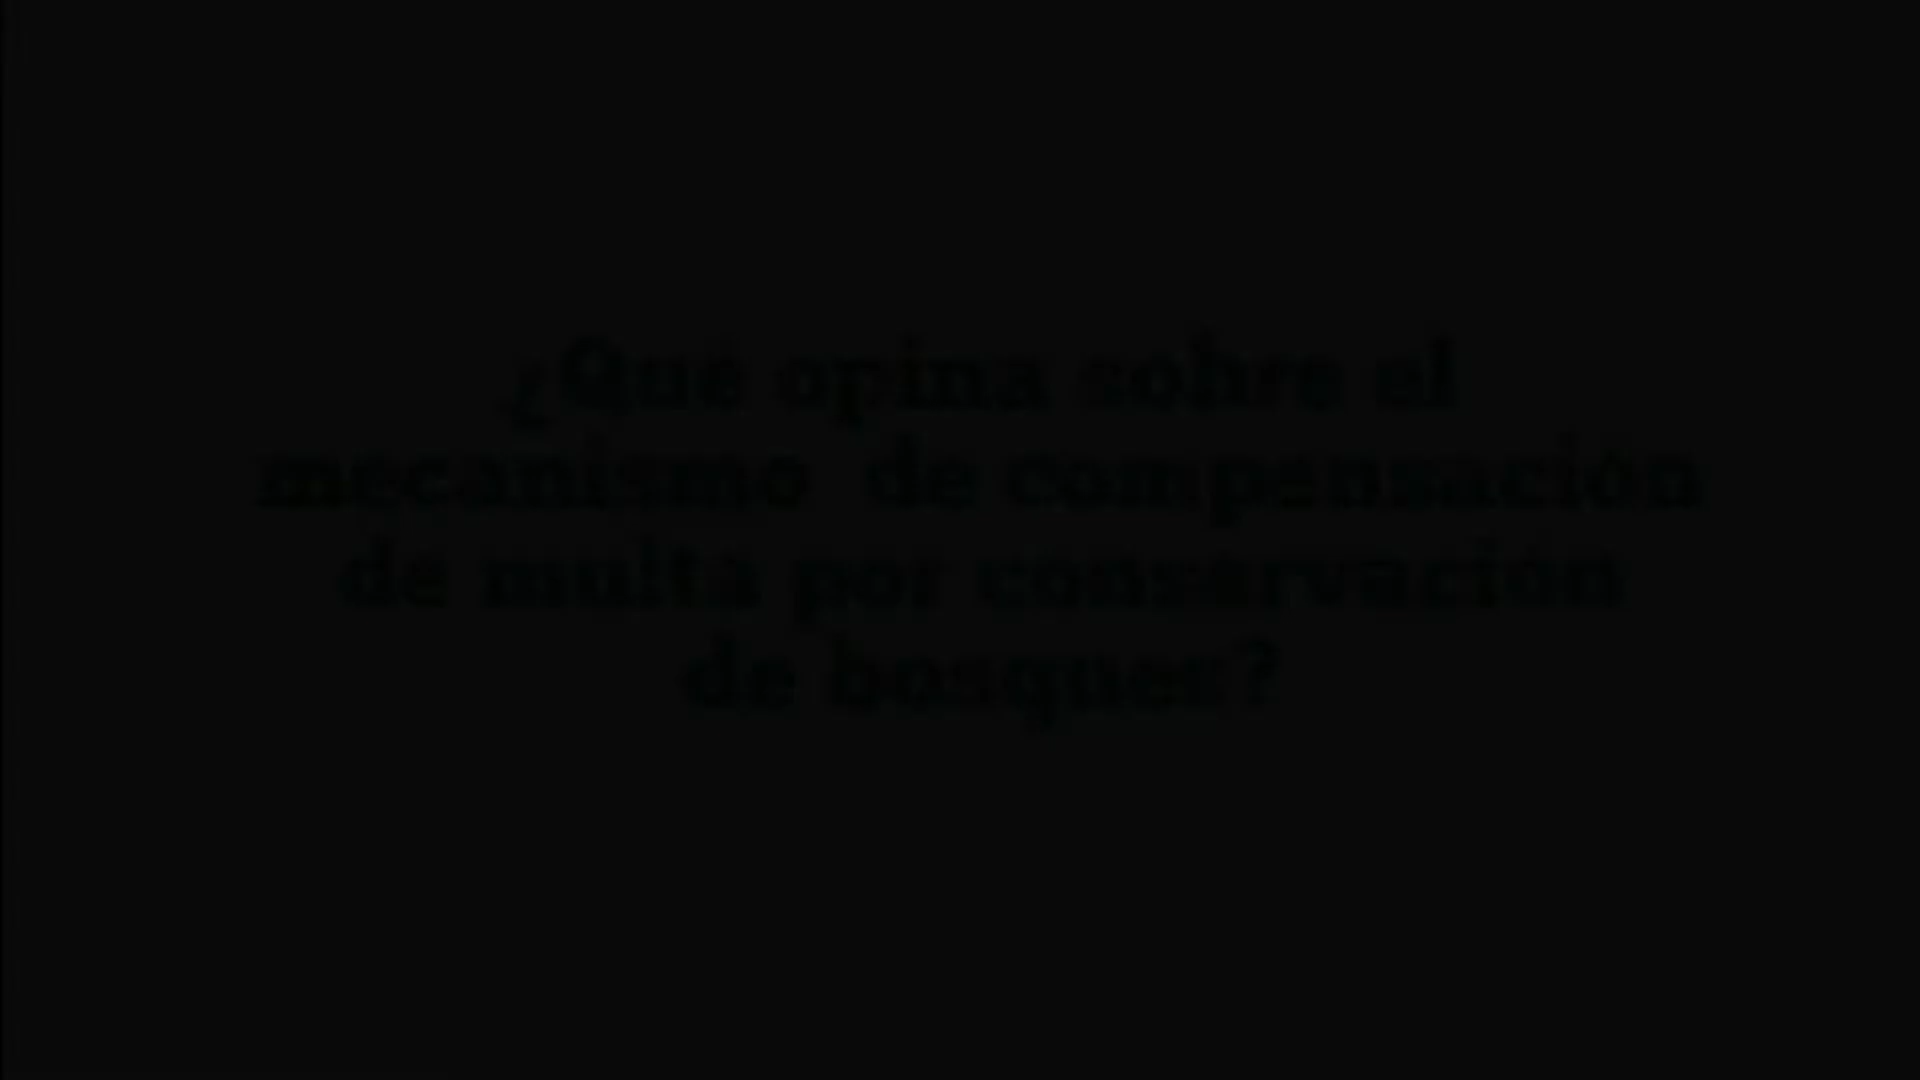 ¿Qué opina sobre el
mecanismo de compensación
de multa por conservación
de bosques?